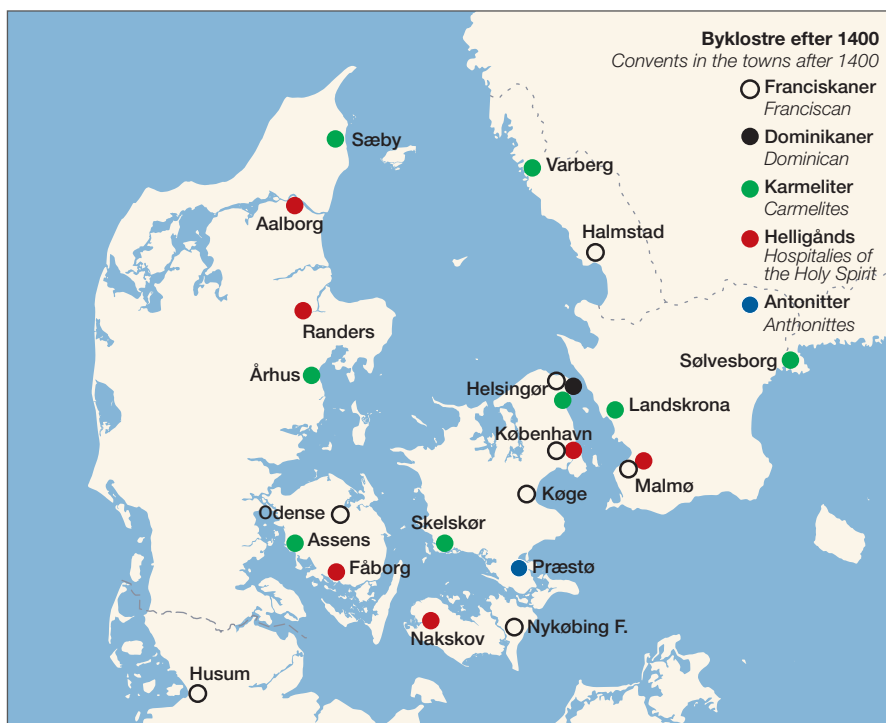 Byklostre efter 1400
Convents in the towns after 1400
Franciskaner
Franciscan
Dominikaner
Dominican
Karmeliter
Carmelites
Helligånds
Hospitalies of
the Holy Spirit
Antonitter
Anthonittes
Sæby
Varberg
Aalborg
Halmstad
Randers
Århus
Sølvesborg
Helsingør
Landskrona
København
Malmø
Køge
Odense
Skelskør
Assens
Fåborg
Præstø
Nakskov
Nykøbing F.
Husum